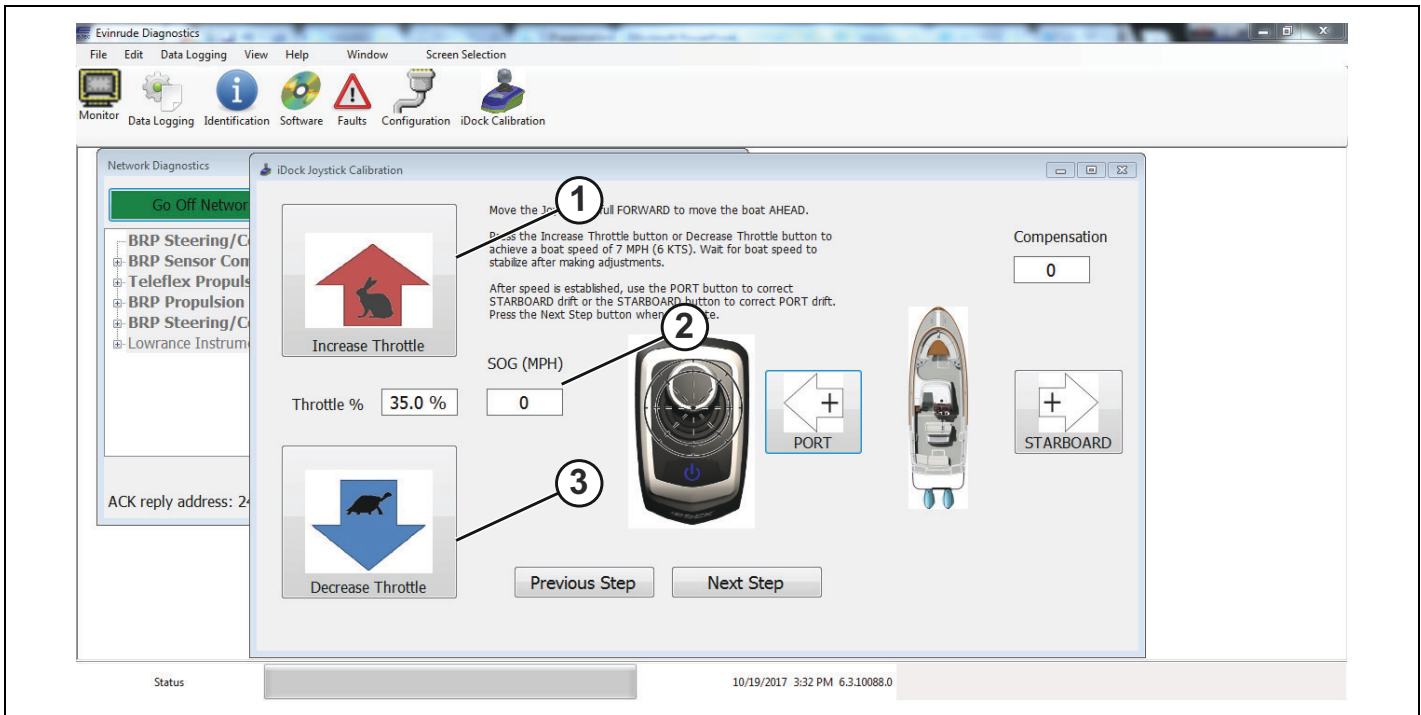 Evinrude Diagnostics
File Edit Data Logging View Help Window Screen Selection
Monitor Data Logging Identification Software Faults Configuration iDock Calibration
Network Diagnostics
Go Off Networ
BRP Steering/C
BRP Sensor Con
Teleflex Propuls
BRP Propulsion
BRP Steering/C
Lowrance Instrum
ACK reply address: 24
iDock Joystick Calibration
1
Move the full FORWARD to move the boat AHEAD.
Press the Increase Throttle button or Decrease Throttle button to
achieve a boat speed of 7 MPH (6 KTS). Wait for boat speed to
stabilize after making adjustments.
After speed is established, use the PORT button to correct
STARBOARD drift or the STARBOARD button to correct PORT drift.
Press the Next Step button when
Increase Throttle
2
SOG (MPH)
Throttle % 35.0 %
0
3
Decrease Throttle
+
PORT
Compensation
0
+
STARBOARD
Previous Step Next Step
Status
10/19/2017 3:32 PM 6.3.10088.0